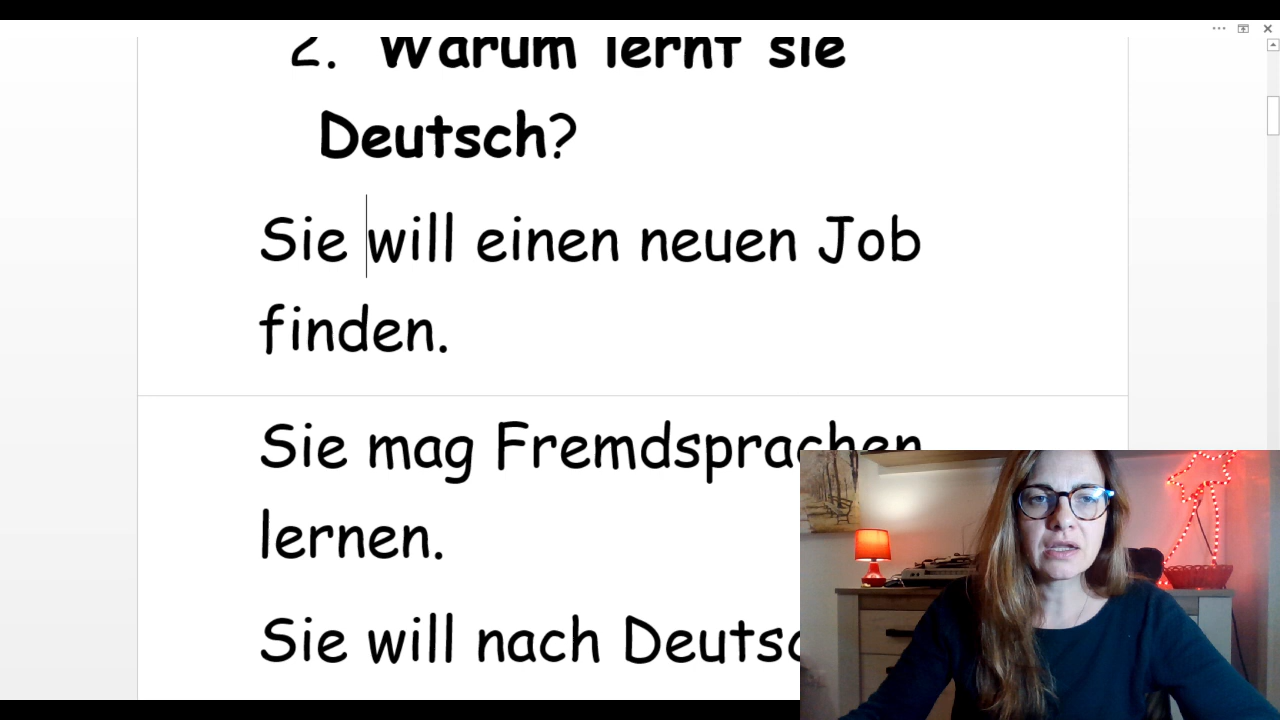 2. Warum lernt sie
Deutsch?
Sie will einen neuen Job
finden.
Sie mag Fremdsprachen
lernen.
Sie will nach